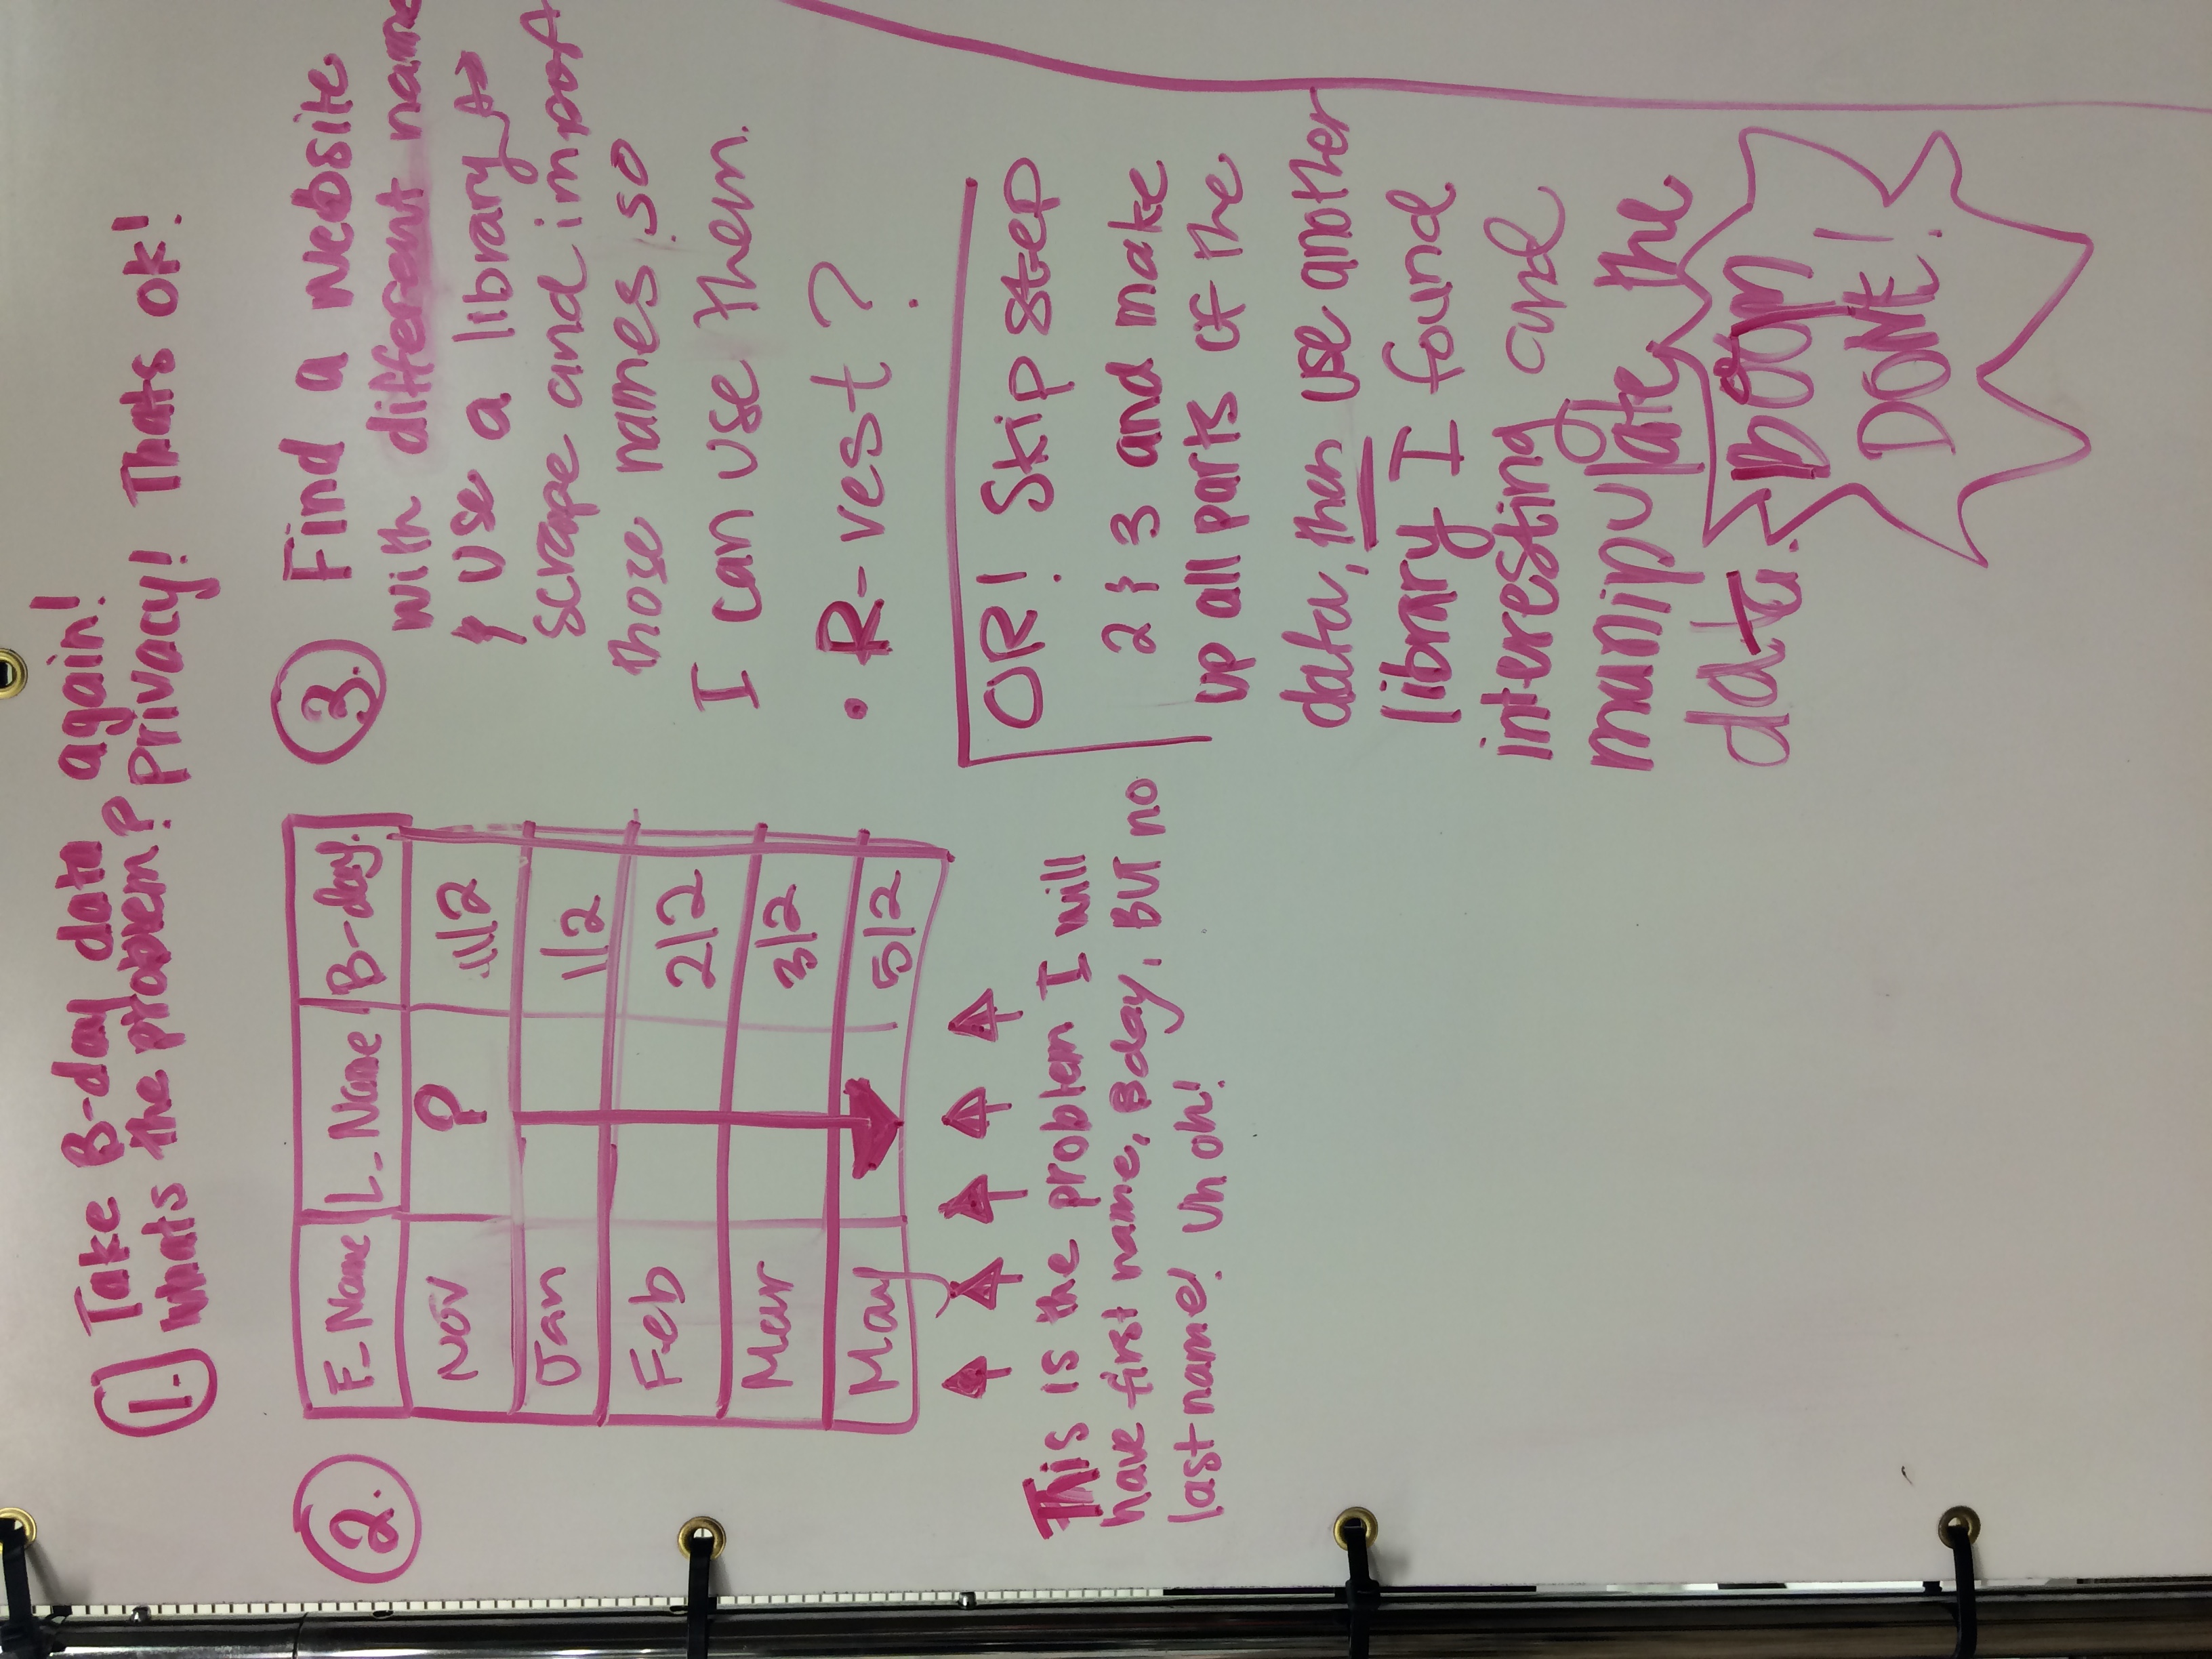 1. Take B-day data again!
whats the problem? Privacy! Thats ok!
2.
F_Name L_Name B-day.
Nov ? 11/2
Jan 1/2
Feb 2/2
Mar 3/2
May 5/2
This is the problem I will
have first name, Bday, BUT no
last name! Uh oh!
3. Find a website
with different name
& use a library to
scrape and import
those names so
I can use them.
• R-vest?
OR! Skip step
2 & 3 and make
up all parts of the
data, then use another
library I found
interesting and
manipulate the
data.
BOOM
DONE!